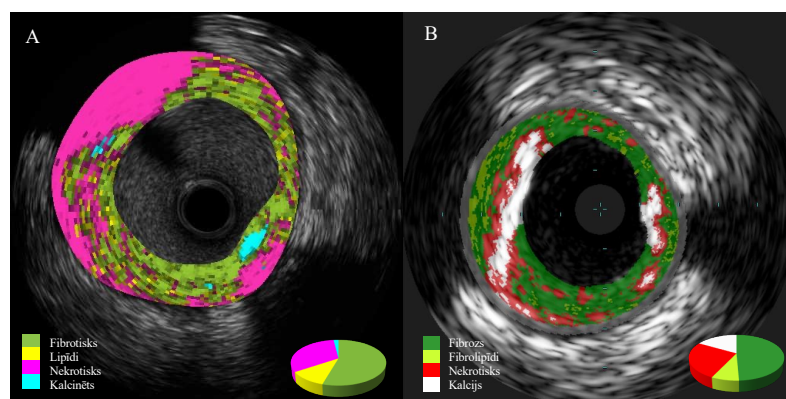 A
Fibrotisks
Lipīdi
Nekrotisks
Kalcinēts
B
Fibrozs
Fibrolipīdi
Nekrotisks
Kalcijs